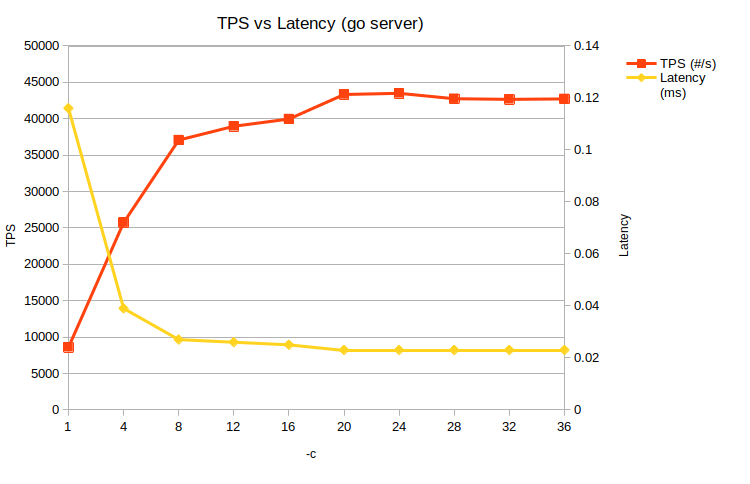 TPS vs Latency (go server)
50000
45000
40000
35000
30000
25000
20000
15000
10000
5000
0
TPS
0.14
0.12
0.1
0.08
0.06
0.04
0.02
0
Latency
TPS (#/s)
Latency
(ms)
1 4 8 12 16 20 24 28 32 36
-c